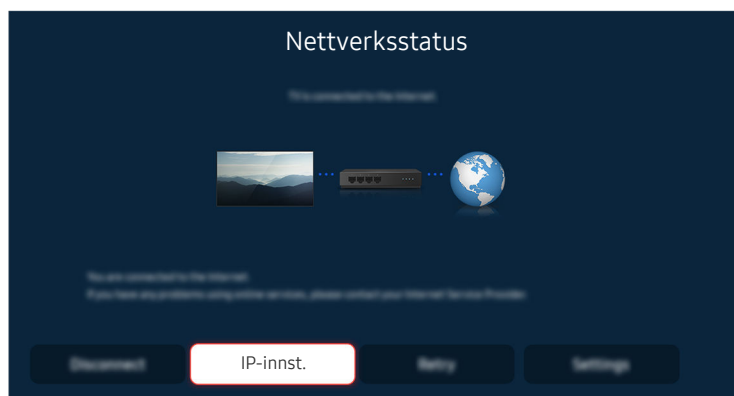 Nettverksstatus
TV is connected to the Internet.
You are connected to the Internet.
If you have any problems using online services, please contact your Internet Service Provider.
Disconnect
IP-innst.
Retry
Settings